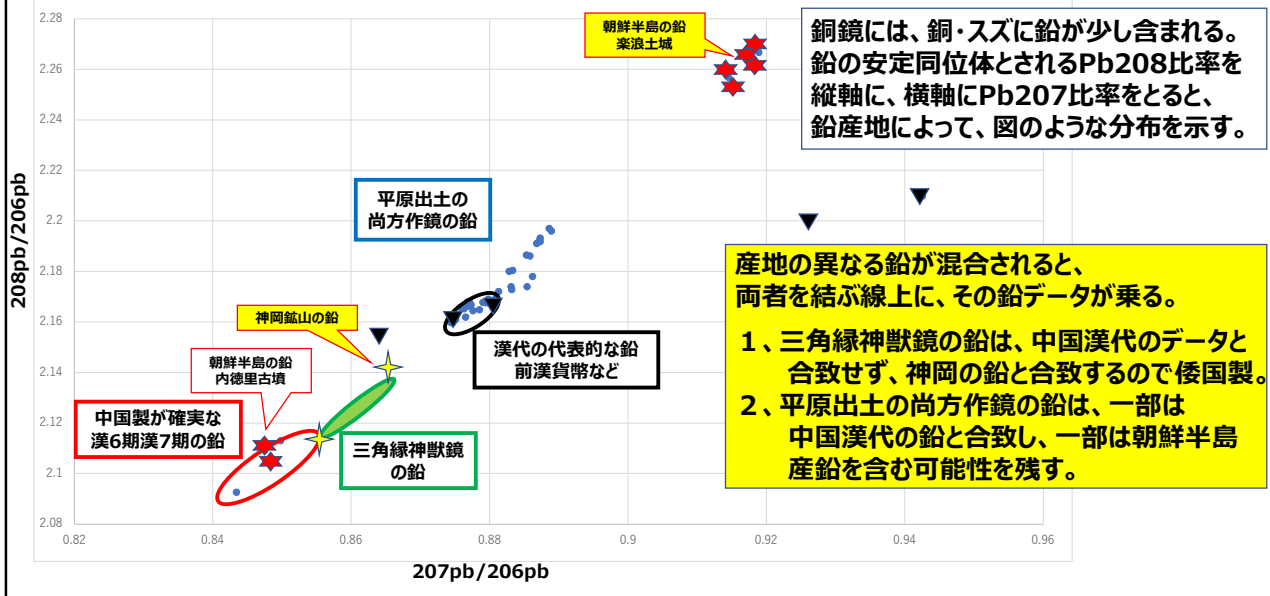 銅鏡には、銅・スズに鉛が少し含まれる。
鉛の安定同位体とされるPb208比率を
縦軸に、横軸にPb207比率をとると、
鉛産地によって、図のような分布を示す。
朝鮮半島の鉛
楽浪土城
平原出土の
尚方作鏡の鉛
産地の異なる鉛が混合されると、
両者を結ぶ線上に、その鉛データが乗る。
1、三角縁神獣鏡の鉛は、中国漢代のデータと
合致せず、神岡の鉛と合致するので倭国製。
2、平原出土の尚方作鏡の鉛は、一部は
中国漢代の鉛と合致し、一部は朝鮮半島
産鉛を含む可能性を残す。
神岡鉱山の鉛
漢代の代表的な鉛
前漢貨幣など
朝鮮半島の鉛
内徳里古墳
中国製が確実な
漢6期漢7期の鉛
三角縁神獣鏡
の鉛
208pb/206pb
2.28
2.26
2.24
2.22
2.2
2.18
2.16
2.14
2.12
2.1
2.08
0.82
0.84
0.86
0.88
0.9
0.92
0.94
0.96
207pb/206pb